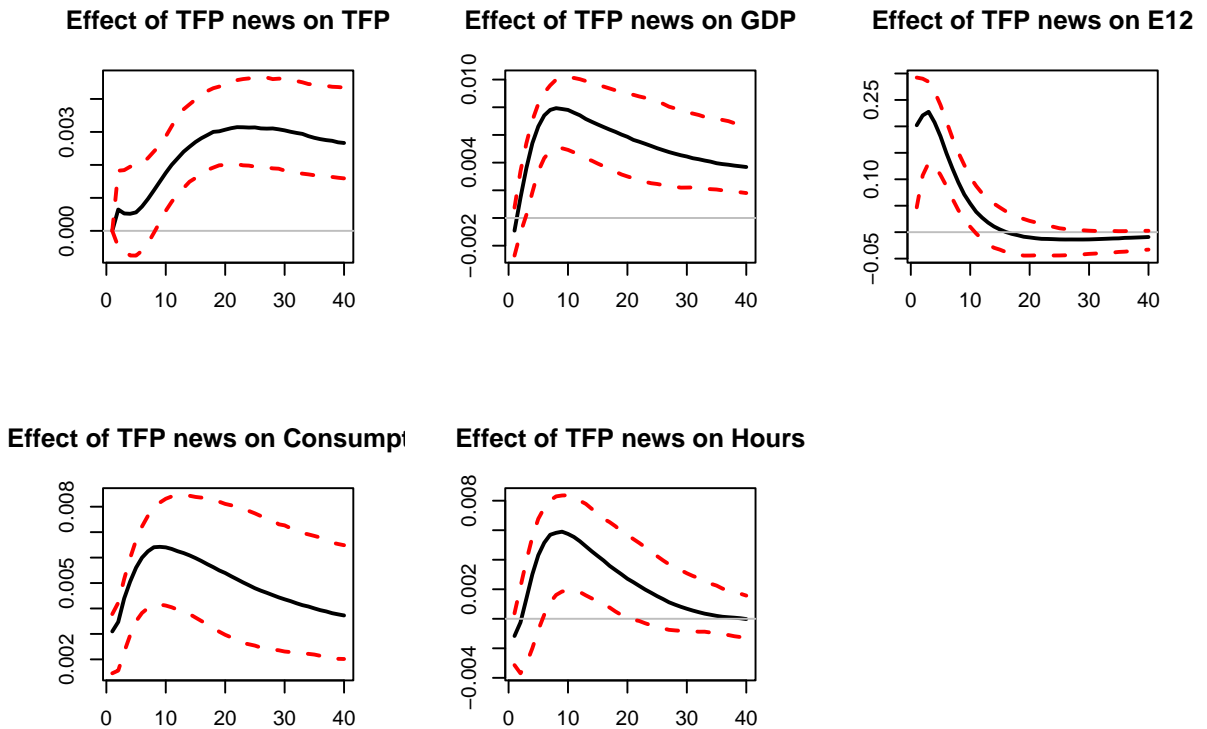 Effect of TFP news on TFP
0.003
0.000
0 10 20 30 40
Effect of TFP news on GDP
0.010
0.004
−0.002
0 10 20 30 40
Effect of TFP news on E12
0.25
0.10
−0.05
0 10 20 30 40
Effect of TFP news on Consumpt
0.008
0.005
0.002
0 10 20 30 40
Effect of TFP news on Hours
0.008
0.002
−0.004
0 10 20 30 40